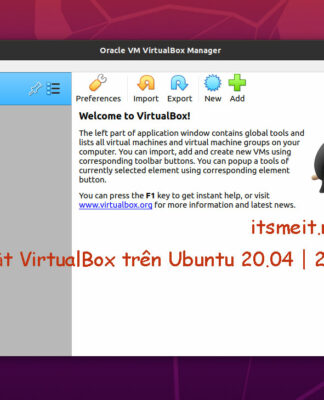 Oracle VM VirtualBox Manager
Preferences Import Export New Add
Welcome to VirtualBox!
The left part of application window contains global tools and
lists all virtual machines and virtual machine groups on your
computer. You can import, add and create new VMs using
corresponding toolbar buttons. You can popup a tools of
currently selected element using corresponding element
button.
You can press the F1 key to get instant help, or visit
www.virtualbox.org for more information and latest news.
itsmeit.
VirtualBox trên Ubuntu 20.04 | 2